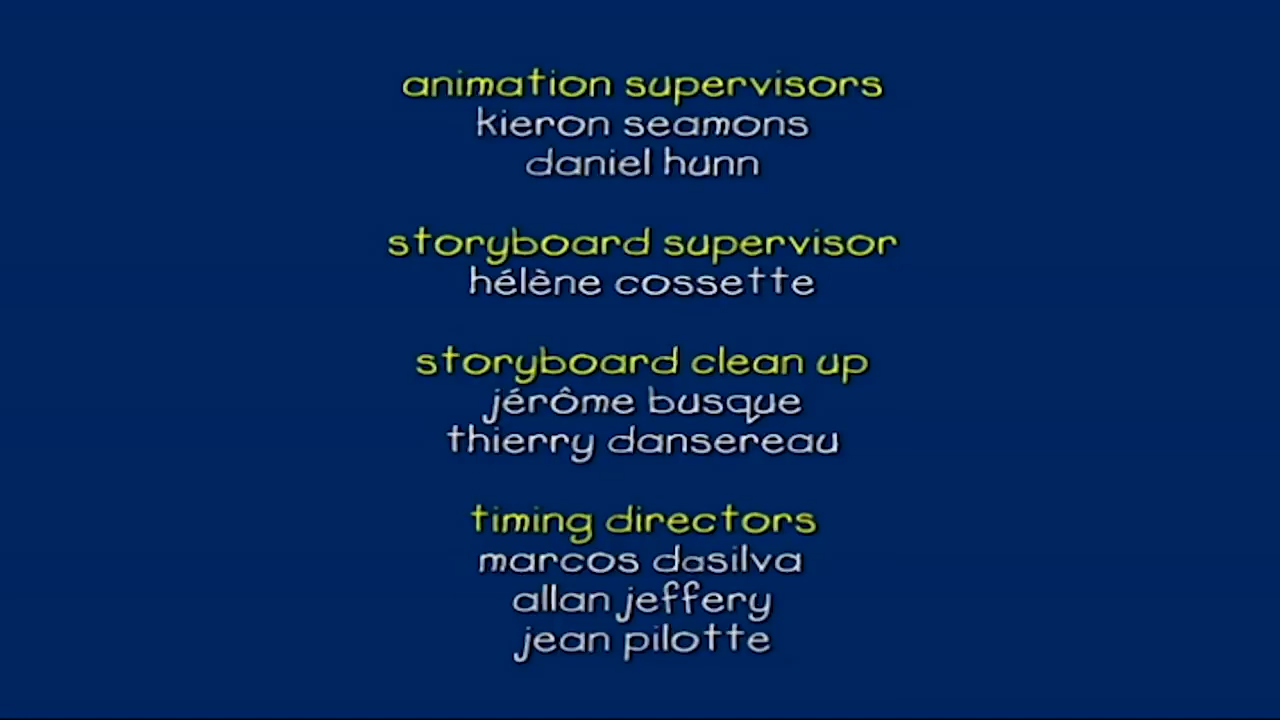 animation supervisors
kieron seamons
daniel hunn
storyboard supervisor
hélène cossette
storyboard clean up
jérôme busque
thierry dansereau
timing directors
marcos dasilva
allan jeffery
jean pilotte